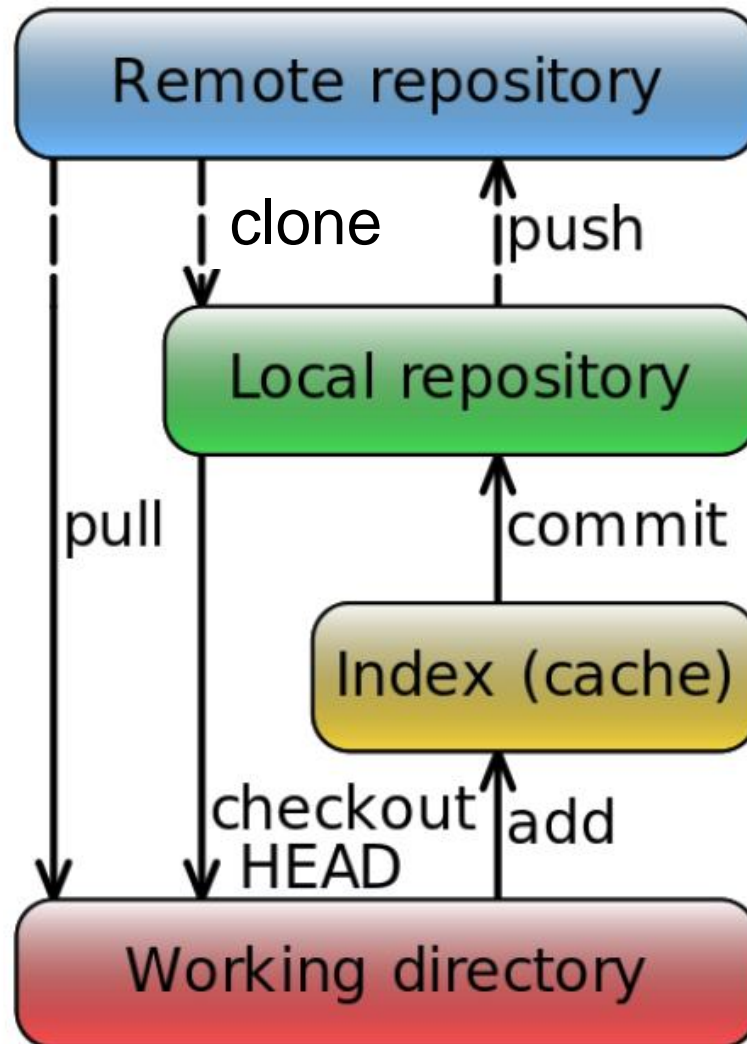 Remote repository
clone
push
Local repository
pull
commit
Index (cache)
checkout
HEAD
add
Working directory